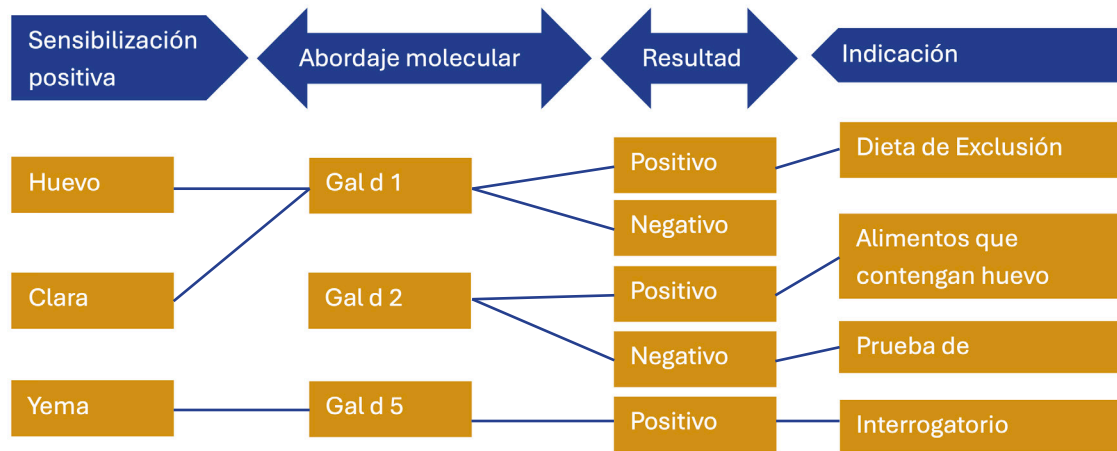 Sensibilización
positiva
Abordaje molecular
Resultad
Indicación
Huevo
Gal d 1
Positivo
Dieta de Exclusión
Negativo
Clara
Gal d 2
Positivo
Alimentos que
contengan huevo
Negativo
Prueba de
Yema
Gal d 5
Positivo
Interrogatorio